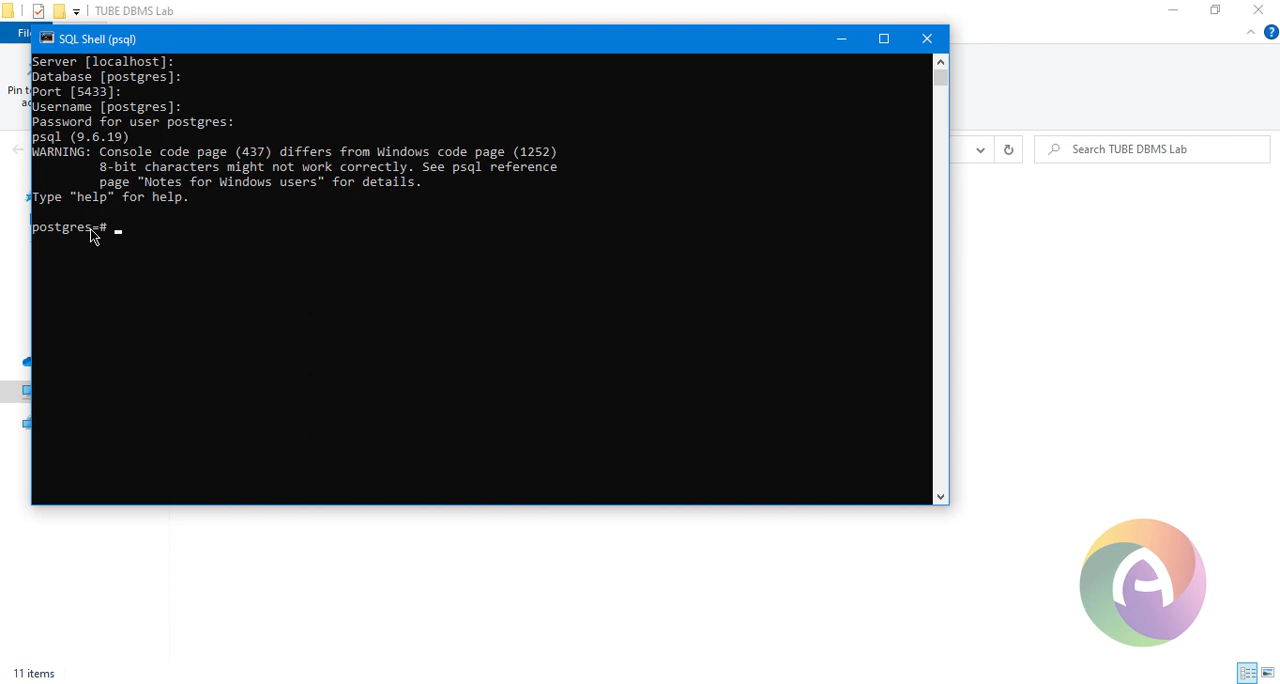 TUBE DBMS Lab
SQL Shell (psql)
Server [localhost]:
Database [postgres]:
Port [5433]:
Username [postgres]:
Password for user postgres:
psql (9.6.19)
WARNING: Console code page (437) differs from Windows code page (1252)
8-bit characters might not work correctly. See psql reference
page "Notes for Windows users" for details.
Type "help" for help.
postgres=#
Search TUBE DBMS Lab
11 items